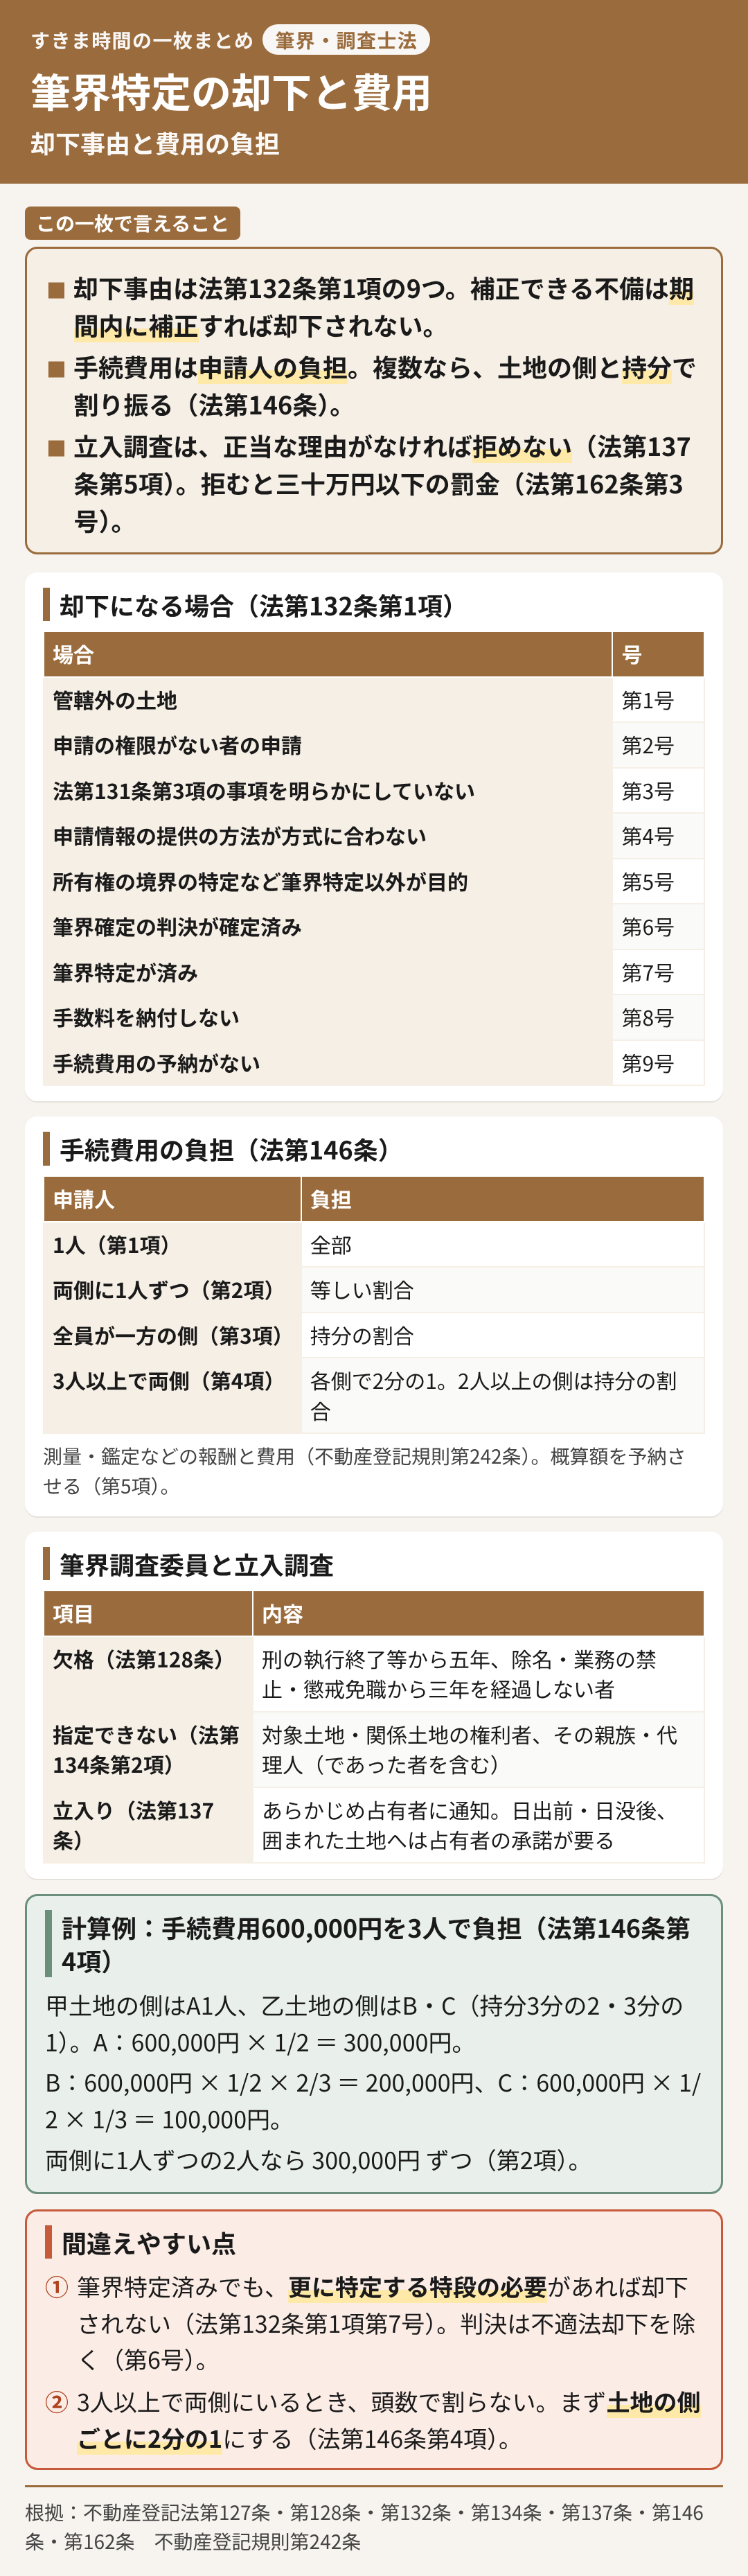 すきま時間の一枚まとめ 筆界・調査士法
筆界特定の却下と費用
却下事由と費用の負担
この一枚で言えること
■ 却下事由は法第132条第1項の9つ。補正できる不備は期
間内に補正すれば却下されない。
■ 手続費用は申請人の負担。複数なら、土地の側と持分で
割り振る（法第146条）。
■ 立入調査は、正当な理由がなければ拒めない（法第137
条第5項）。拒むと三十万円以下の罰金（法第162条第3
号）。
却下になる場合（法第132条第1項）
場合 号
管轄外の土地 第1号
申請の権限がない者の申請 第2号
法第131条第3項の事項を明らかにしていない 第3号
申請情報の提供の方法が方式に合わない 第4号
所有権の境界の特定など筆界特定以外が目的 第5号
筆界確定の判決が確定済み 第6号
筆界特定が済み 第7号
手数料を納付しない 第8号
手続費用の予納がない 第9号
手続費用の負担（法第146条）
申請人 負担
1人（第1項） 全部
両側に1人ずつ（第2項） 等しい割合
全員が一方の側（第3項） 持分の割合
3人以上で両側（第4項） 各側で2分の1。2人以上の側は持分の割
合
測量・鑑定などの報酬と費用（不動産登記規則第242条）。概算額を予納さ
せる（第5項）。
筆界調査委員と立入調査
項目 内容
欠格（法第128条） 刑の執行終了等から五年、除名・業務の禁
止・懲戒免職から三年を経過しない者
指定できない（法第 対象土地・関係土地の権利者、その親族・代
134条第2項） 理人（であった者を含む）
立入り（法第137 あらかじめ占有者に通知。日出前・日没後、
条） 囲まれた土地へは占有者の承諾が要る
計算例：手続費用600,000円を3人で負担（法第146条第
4項）
甲土地の側はA1人、乙土地の側はB・C（持分3分の2・3分の
1）。A：600,000円 × 1/2 ＝ 300,000円。
B：600,000円 × 1/2 × 2/3 ＝ 200,000円、C：600,000円 × 1/
2 × 1/3 ＝ 100,000円。
両側に1人ずつの2人なら 300,000円 ずつ（第2項）。
間違えやすい点
① 筆界特定済みでも、更に特定する特段の必要があれば却下
されない（法第132条第1項第7号）。判決は不適法却下を除
く（第6号）。
② 3人以上で両側にいるとき、頭数で割らない。まず土地の側
ごとに2分の1にする（法第146条第4項）。
根拠：不動産登記法第127条・第128条・第132条・第134条・第137条・第146
条・第162条　不動産登記規則第242条